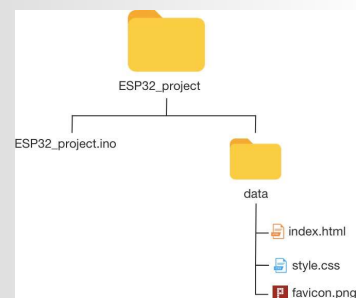 ESP32_project
ESP32_project.ino
data
index.html
style.css
favicon.png